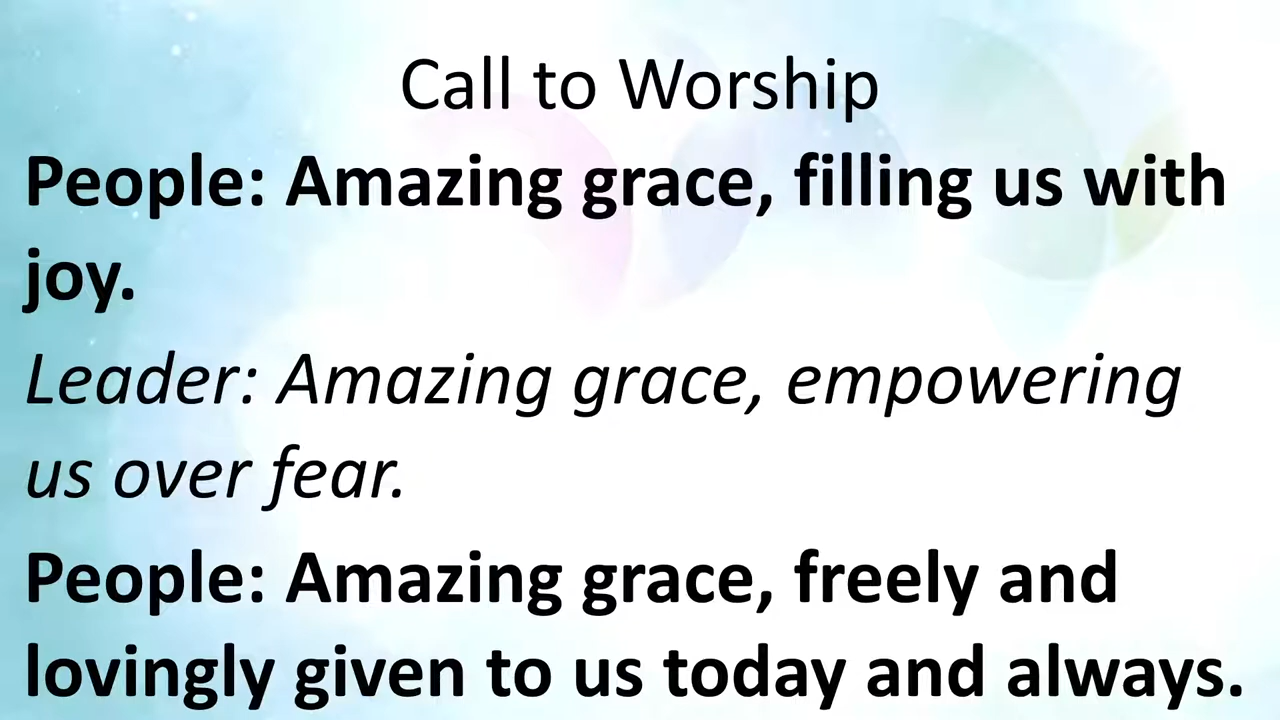 Call to Worship
People: Amazing grace, filling us with
joy.
Leader: Amazing grace, empowering
us over fear.
People: Amazing grace, freely and
lovingly given to us today and always.